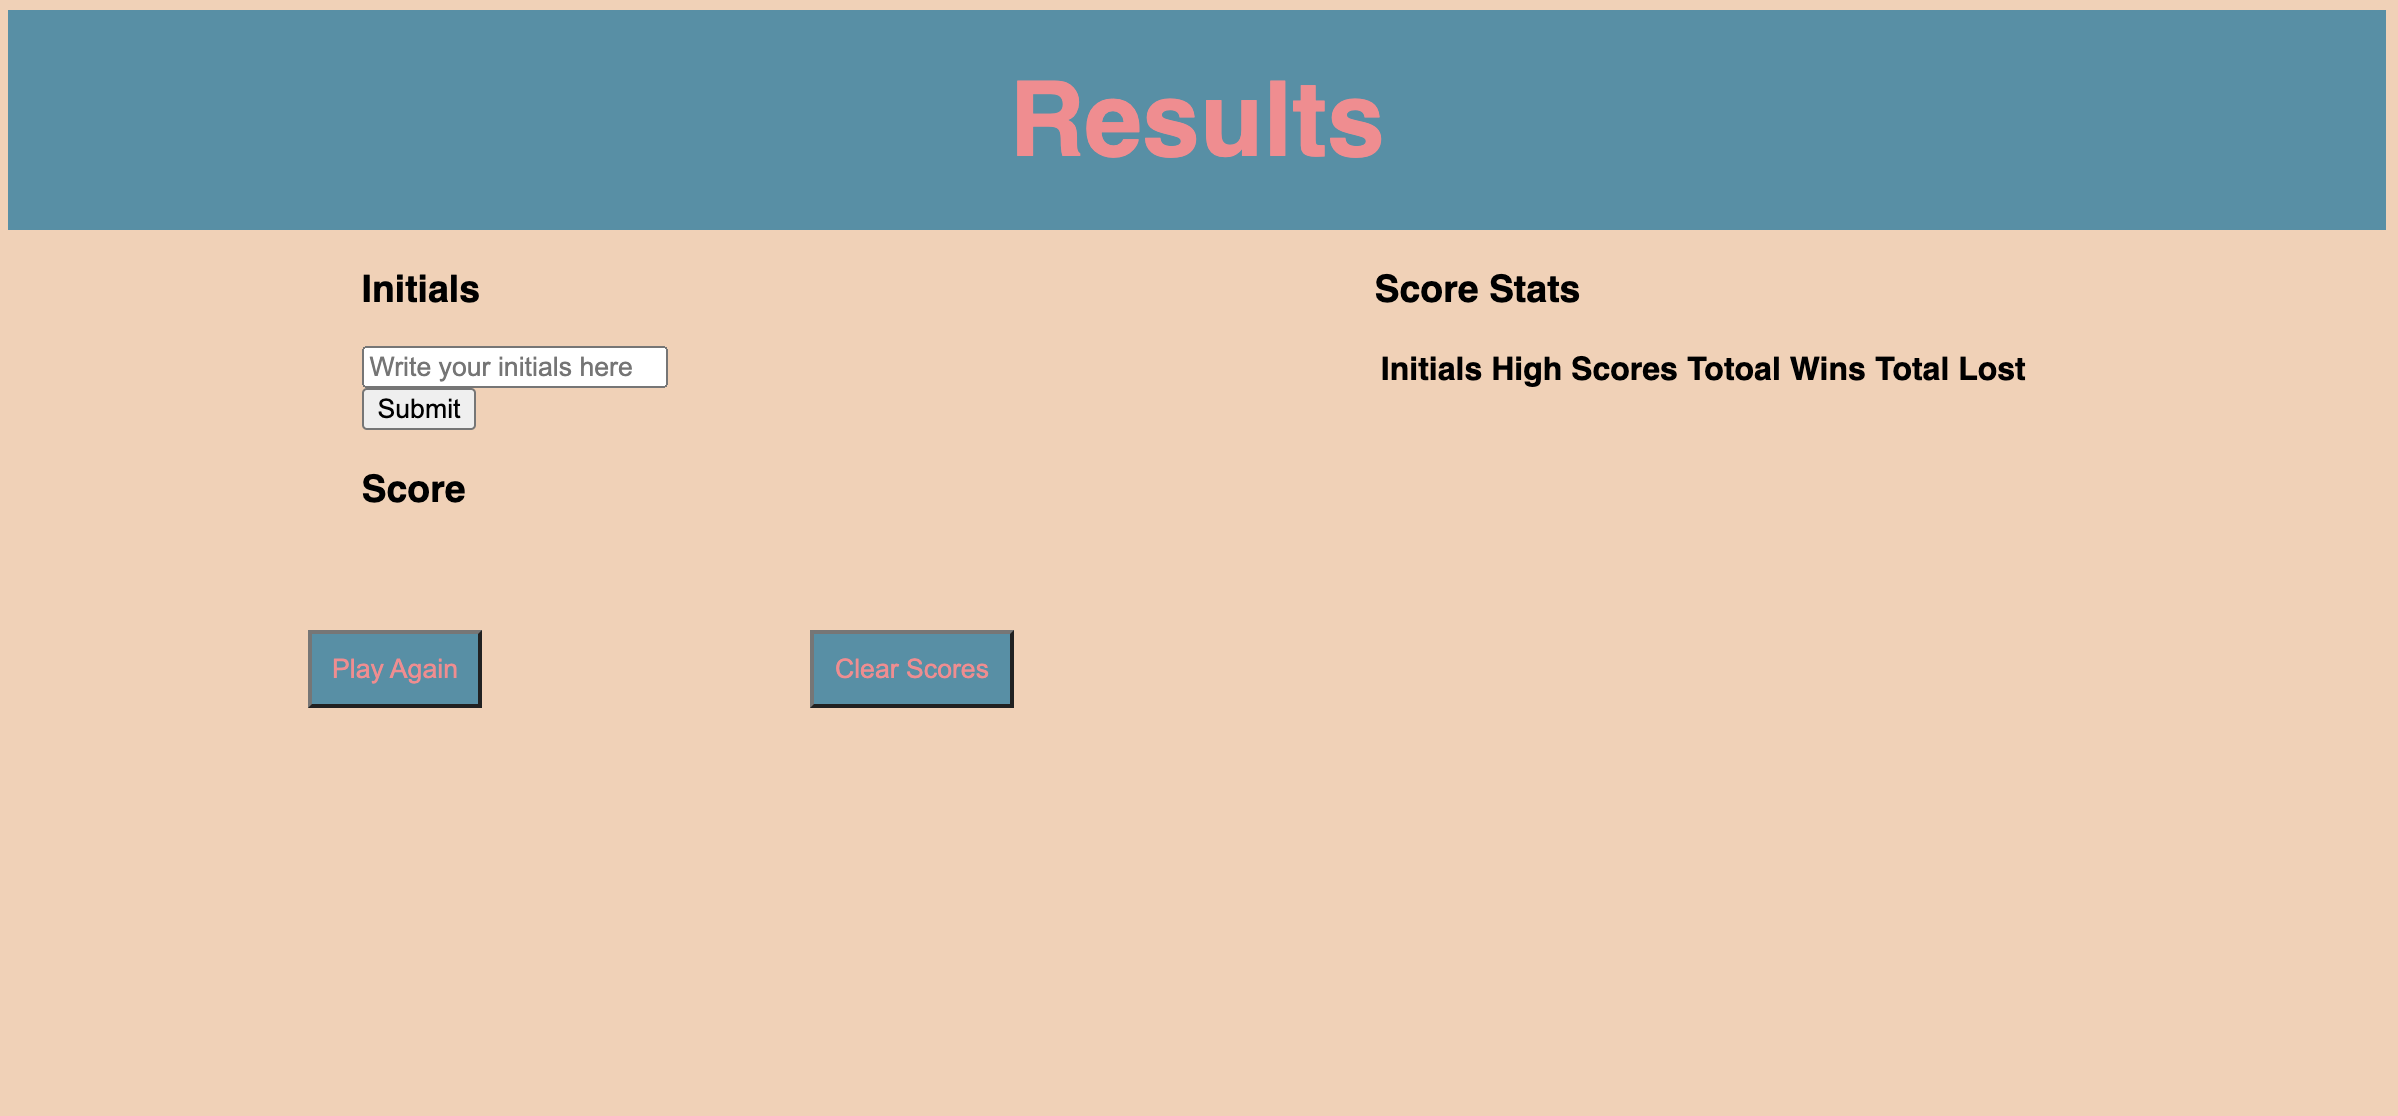 Results
Initials
Write your initials here
Submit
Score
Score Stats
Initials High Scores Totoal Wins Total Lost
Play Again
Clear Scores